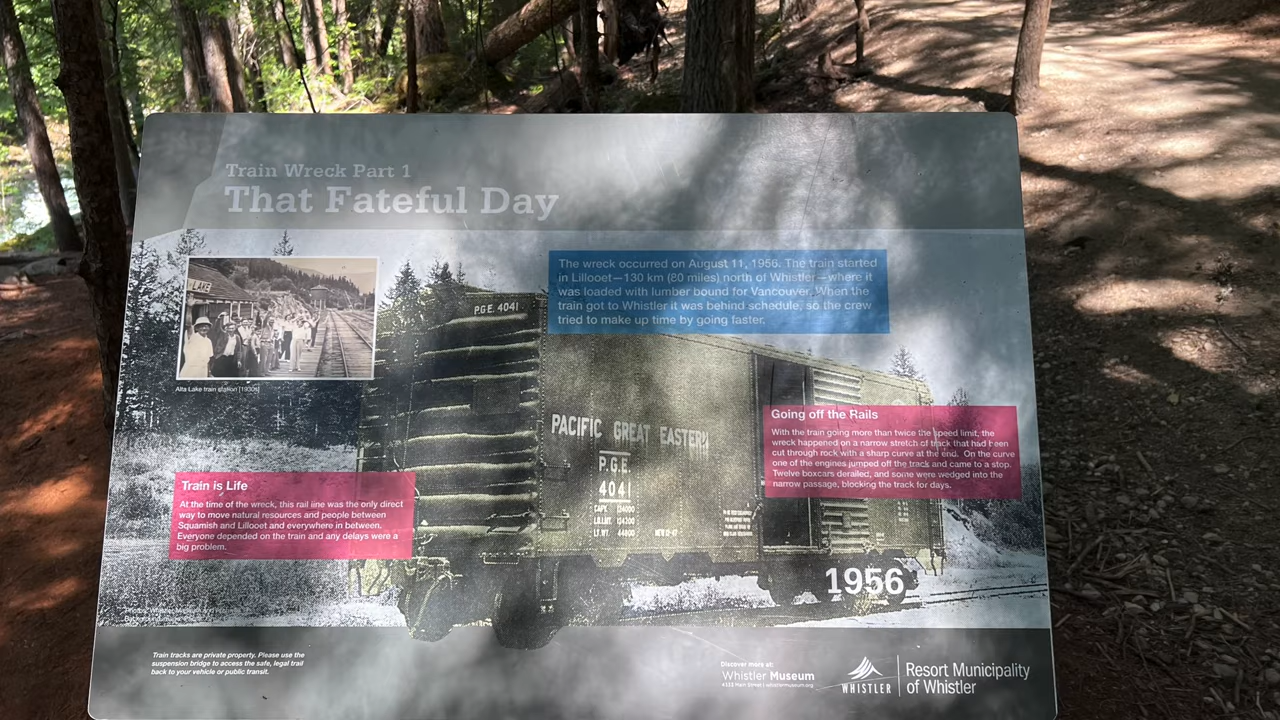 Train Wreck Part 1
That Fateful Day
The wreck occurred on August 11, 1956. The train started
in Lillooet—130 km (80 miles) north of Whistler—where it
was loaded with lumber bound for Vancouver. When the
train got to Whistler it was behind schedule, so the crew
tried to make up time by going faster.
LAKE
Alta Lake train station [1930s]
P.G.E. 4041
PACIFIC GREAT EASTERN
P.G.E.
4041
Going off the Rails
With the train going more than twice the speed limit, the
wreck happened on a narrow stretch of track that had been
cut through rock with a sharp curve at the end. On the curve
one of the engines jumped off the track and came to a stop.
Twelve boxcars derailed, and some were wedged into the
narrow passage, blocking the track for days.
Train is Life
At the time of the wreck, this rail line was the only direct
way to move natural resources and people between
Squamish and Lillooet and everywhere in between.
Everyone depended on the train and any delays were a
big problem.
1956
Train tracks are private property. Please use the
suspension bridge to access the safe, legal trail
back to your vehicle or public transit.
Discover more at:
Whistler Museum
4333 Main Street | whistlermuseum.org
WHISTLER
Resort Municipality
of Whistler